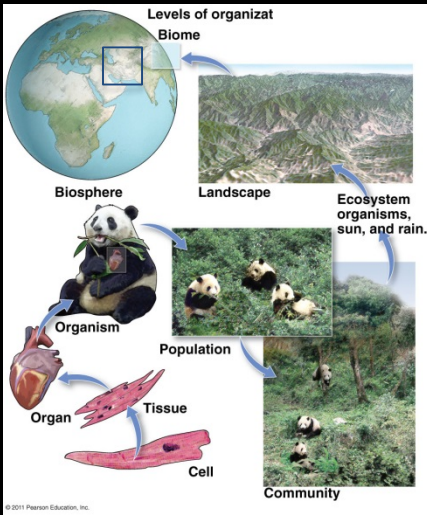 Levels of organizat
Biome
Biosphere
Landscape
Ecosystem
organisms,
sun, and rain.
Organism
Population
Organ
Tissue
Cell
Community
© 2011 Pearson Education, Inc.